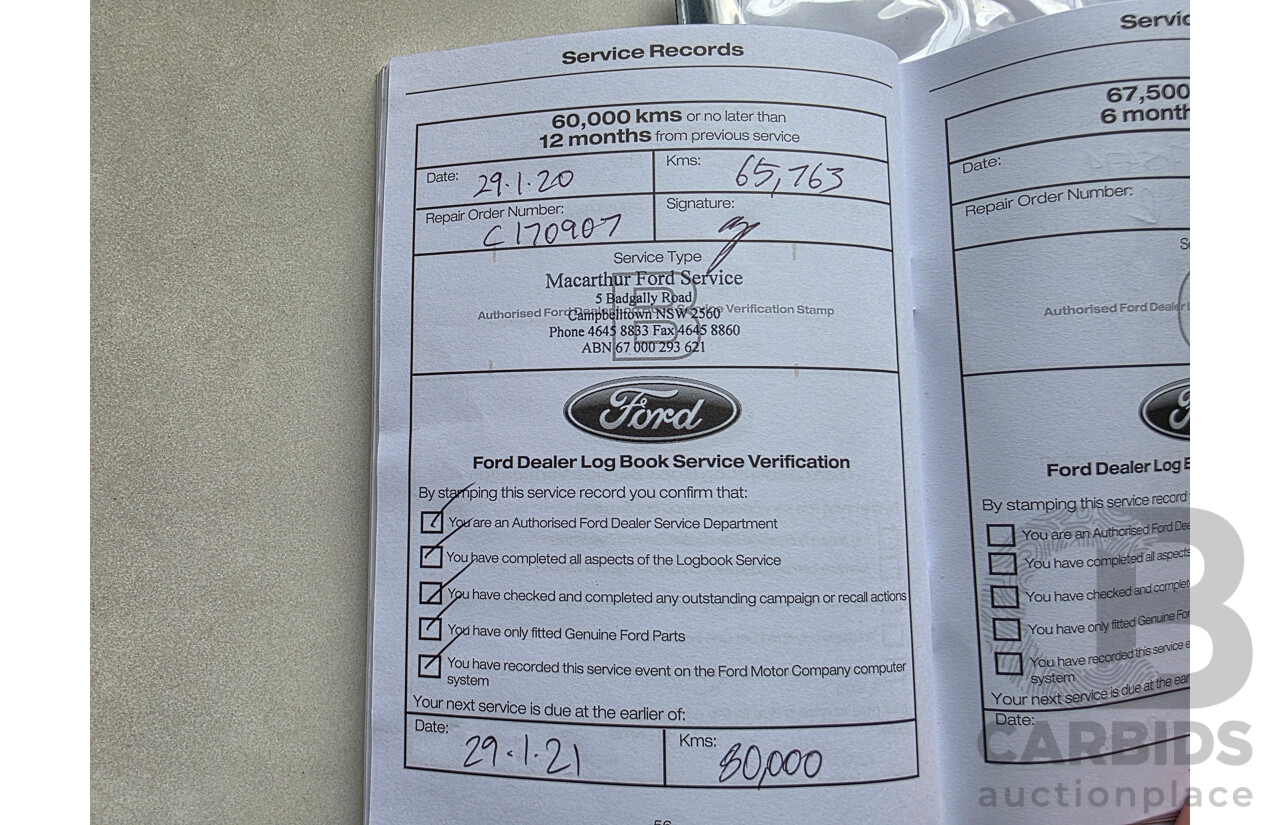 Service Records
60,000 kms or no later than
12 months from previous service
Date: 29.1.20
Kms: 65,763
Repair Order Number: C170907
Signature:
Service Type
Macarthur Ford Service
5 Badgally Road
Authorised Ford Dealer Service Verification Stamp
Campbelltown NSW 2560
Phone 4645 8833 Fax 4645 8860
ABN 67 000 293 621
B
Ford
Ford Dealer Log Book Service Verification
By stamping this service record you confirm that:
You are an Authorised Ford Dealer Service Department
You have completed all aspects of the Logbook Service
You have checked and completed any outstanding campaign or recall actions
You have only fitted Genuine Ford Parts
You have recorded this service event on the Ford Motor Company computer
system
Your next service is due at the earlier of:
Date: 29.1.21
Kms: 80,000
Servic
67,500
6 month
Date:
Repair Order Number:
Authorised Ford Dealer
Ford Dealer Log
By stamping this service record
You are an Authorised Ford De
You have completed all aspects
You have checked and complet
You have only fitted Genuine For
You have recorded this service e
system
Your next service is due at the ear
Date:
CARBIDS
auctionplace